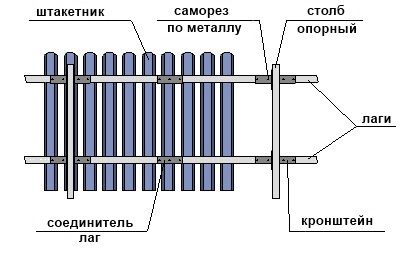 штакетник
саморез
по металлу
столб
опорный
лаги
соединитель
лаг
кронштейн